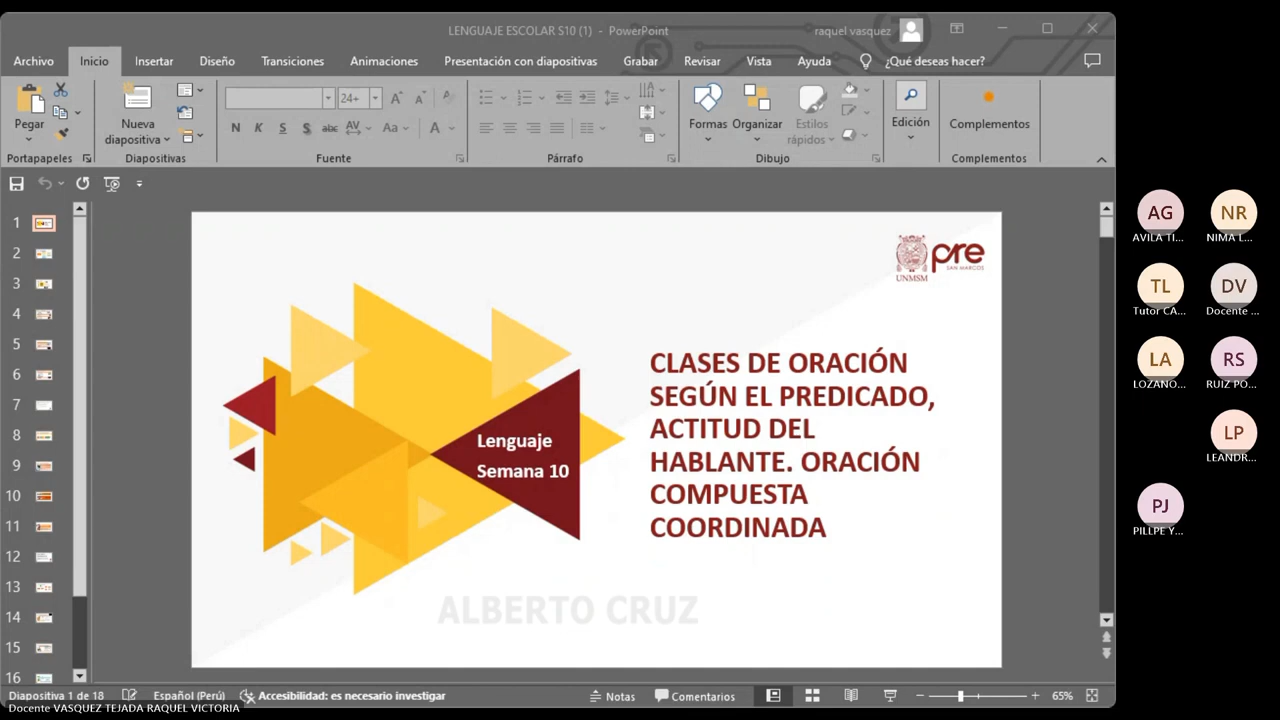 LENGUAJE ESCOLAR S10 (1) - PowerPoint
raquel vasquez
Archivo Inicio Insertar Diseño Transiciones Animaciones Presentación con diapositivas Grabar Revisar Vista Ayuda ¿Qué deseas hacer?
Pegar
Nueva diapositiva
24+
N K S S abc AV Aa A
Formas Organizar Estilos rápidos
Edición
Complementos
Portapapeles Diapositivas Fuente Párrafo Dibujo Complementos
1
2
3
4
5
6
7
8
9
10
11
12
13
14
15
16
UNMSM
pre
SAN MARCOS
Lenguaje
Semana 10
CLASES DE ORACIÓN
SEGÚN EL PREDICADO,
ACTITUD DEL
HABLANTE. ORACIÓN
COMPUESTA
COORDINADA
ALBERTO CRUZ
AG
AVILA TI...
NR
NIMA L...
TL
Tutor CA...
DV
Docente ...
LA
LOZANO...
RS
RUIZ PO...
LP
LEANDR...
PJ
PILLPE Y...
Diapositiva 1 de 18 Español (Perú) Accesibilidad: es necesario investigar Notas Comentarios 65%
Docente VASQUEZ TEJADA RAQUEL VICTORIA